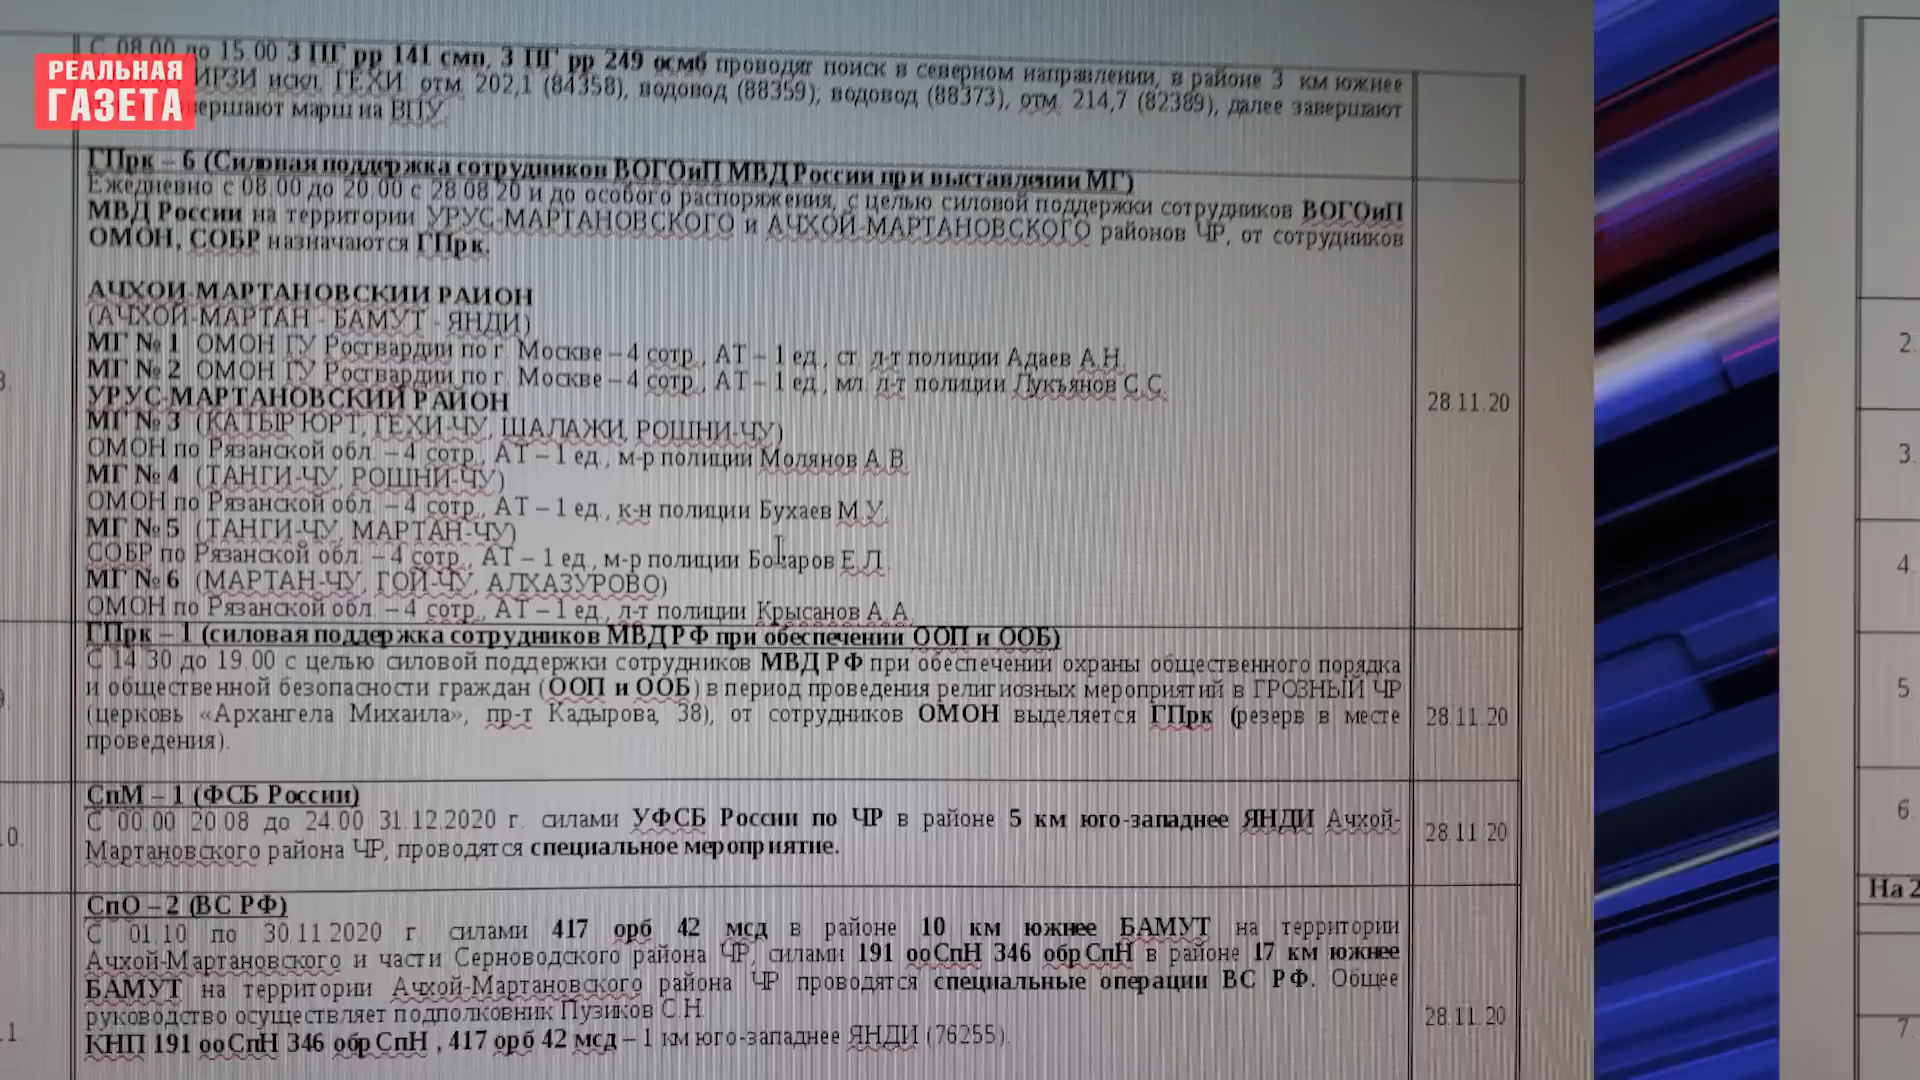 РЕАЛЬНАЯ
ГАЗЕТА
С 08.00 до 15.00 3 ПГ рр 141 смп, 3 ПГ рр 249 осмб проводят поиск в северном направлении, в районе 3 км южнее
искл. ГЕХИ: отм. 202,1 (84358), водовод (88359); водовод (88373), отм. 214,7 (82389), далее завершают
марш на ВПУ.
ГПрк – 6 (Силовая поддержка сотрудников ВОГОиП МВД России при выставлении МГ)
Ежедневно с 08.00 до 20.00 с 28.08.20 и до особого распоряжения, с целью силовой поддержки сотрудников ВОГОиП
МВД России на территории УРУС-МАРТАНОВСКОГО и АЧХОЙ-МАРТАНОВСКОГО районов ЧР, от сотрудников
ОМОН, СОБР назначаются ГПрк.
АЧХОЙ-МАРТАНОВСКИЙ РАЙОН
(АЧХОЙ-МАРТАН - БАМУТ - ЯНДИ)
МГ № 1 ОМОН ГУ Росгвардии по г. Москве – 4 сотр., АТ – 1 ед., ст. л-т полиции Адаев А.Н.
МГ № 2 ОМОН ГУ Росгвардии по г. Москве – 4 сотр., АТ – 1 ед., мл. л-т полиции Лукъянов С.С.
УРУС-МАРТАНОВСКИЙ РАЙОН
МГ № 3 (КАТЫР ЮРТ, ГЕХИ-ЧУ, ШАЛАЖИ, РОШНИ-ЧУ)
ОМОН по Рязанской обл. – 4 сотр., АТ – 1 ед., м-р полиции Молянов А.В.
МГ № 4 (ТАНГИ-ЧУ, РОШНИ-ЧУ)
ОМОН по Рязанской обл. – 4 сотр., АТ – 1 ед., к-н полиции Бухаев М.У.
МГ № 5 (ТАНГИ-ЧУ, МАРТАН-ЧУ)
СОБР по Рязанской обл. – 4 сотр., АТ – 1 ед., м-р полиции Е.Л.
МГ № 6 (МАРТАН-ЧУ, ГОЙ-ЧУ, АЛХАЗУРОВО)
ОМОН по Рязанской обл. – 4 сотр., АТ – 1 ед., л-т полиции Крысанов А.А.
28.11.20
ГПрк – 1 (силовая поддержка сотрудников МВД РФ при обеспечении ООП и ООБ)
С 14.30 до 19.00 с целью силовой поддержки сотрудников МВД РФ при обеспечении охраны общественного порядка
и общественной безопасности граждан (ООП и ООБ) в период проведения религиозных мероприятий в ГРОЗНЫЙ ЧР
(церковь «Архангела Михаила», пр-т Кадырова, 38), от сотрудников ОМОН выделяется ГПрк (резерв в месте
проведения).
28.11.20
СпМ – 1 (ФСБ России)
С 00.00 20.08 до 24.00 31.12.2020 г. силами УФСБ России по ЧР в районе 5 км юго-западнее ЯНДИ Ачхой-
Мартановского района ЧР, проводятся специальное мероприятие.
28.11.20
СпО – 2 (ВС РФ)
С 01.10 по 30.11.2020 г. силами 417 орб 42 мсд в районе 10 км южнее БАМУТ на территории
Ачхой-Мартановского и части Серноводского района ЧР, силами 191 ооСпН 346 обрСпН в районе 17 км южнее
БАМУТ на территории Ачхой-Мартановского района ЧР проводятся специальные операции ВС РФ. Общее
руководство осуществляет подполковник Пузиков С.Н.
КНП 191 ооСпН 346 обрСпН , 417 орб 42 мсд – 1 км юго-западнее ЯНДИ (76255).
28.11.20
2.
3.
4.
5.
6.
На 2
7.